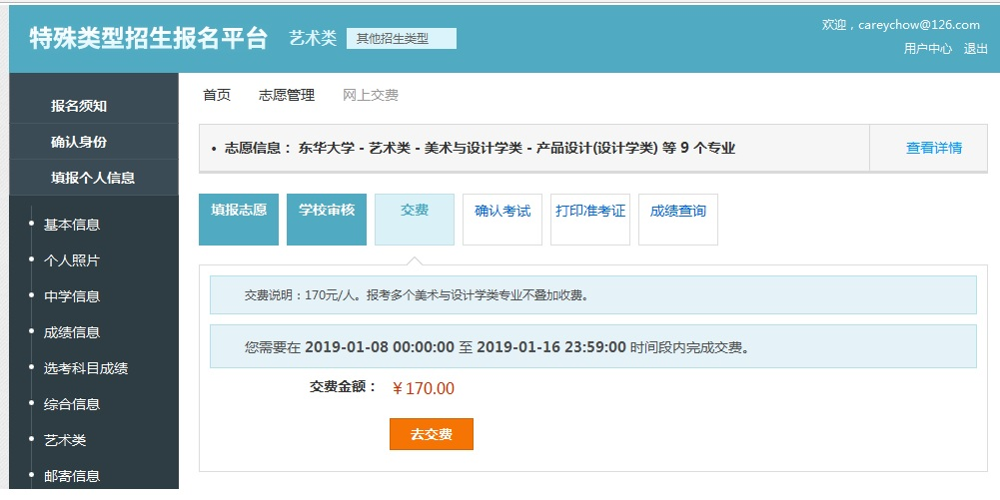 特殊类型招生报名平台 艺术类 其他招生类型
欢迎，careychow@126.com
用户中心 退出
报名须知
确认身份
填报个人信息
基本信息
个人照片
中学信息
成绩信息
选考科目成绩
综合信息
艺术类
邮寄信息
首页 志愿管理 网上交费
• 志愿信息： 东华大学 - 艺术类 - 美术与设计学类 - 产品设计(设计学类) 等 9 个专业 查看详情
填报志愿 学校审核 交费 确认考试 打印准考证 成绩查询
交费说明：170元/人。报考多个美术与设计学类专业不叠加收费。
您需要在 2019-01-08 00:00:00 至 2019-01-16 23:59:00 时间段内完成交费。
交费金额： ￥170.00
去交费